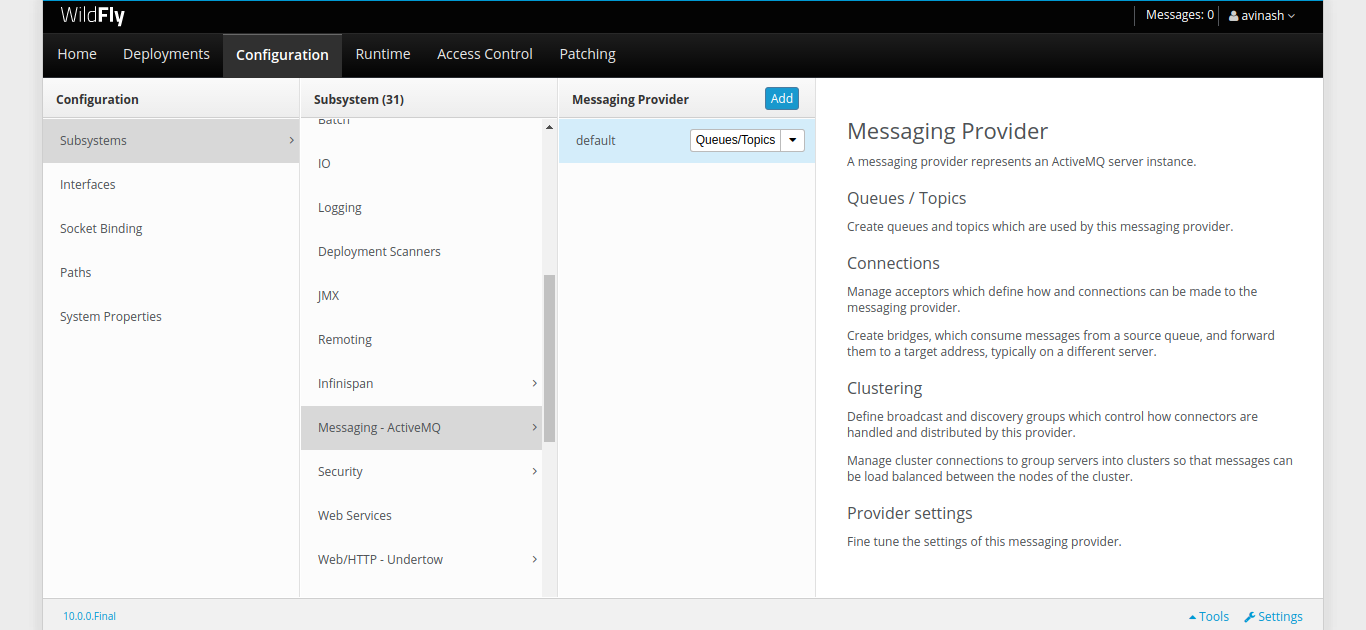 WildFly
Messages: 0
avinash
Home
Deployments
Configuration
Runtime
Access Control
Patching
Configuration
Subsystems
Interfaces
Socket Binding
Paths
System Properties
Subsystem (31)
Batch
IO
Logging
Deployment Scanners
JMX
Remoting
Infinispan
Messaging - ActiveMQ
Security
Web Services
Web/HTTP - Undertow
Messaging Provider
Add
default
Queues/Topics
Messaging Provider
A messaging provider represents an ActiveMQ server instance.
Queues / Topics
Create queues and topics which are used by this messaging provider.
Connections
Manage acceptors which define how and connections can be made to the
messaging provider.
Create bridges, which consume messages from a source queue, and forward
them to a target address, typically on a different server.
Clustering
Define broadcast and discovery groups which control how connectors are
handled and distributed by this provider.
Manage cluster connections to group servers into clusters so that messages can
be load balanced between the nodes of the cluster.
Provider settings
Fine tune the settings of this messaging provider.
10.0.0.Final
Tools
Settings